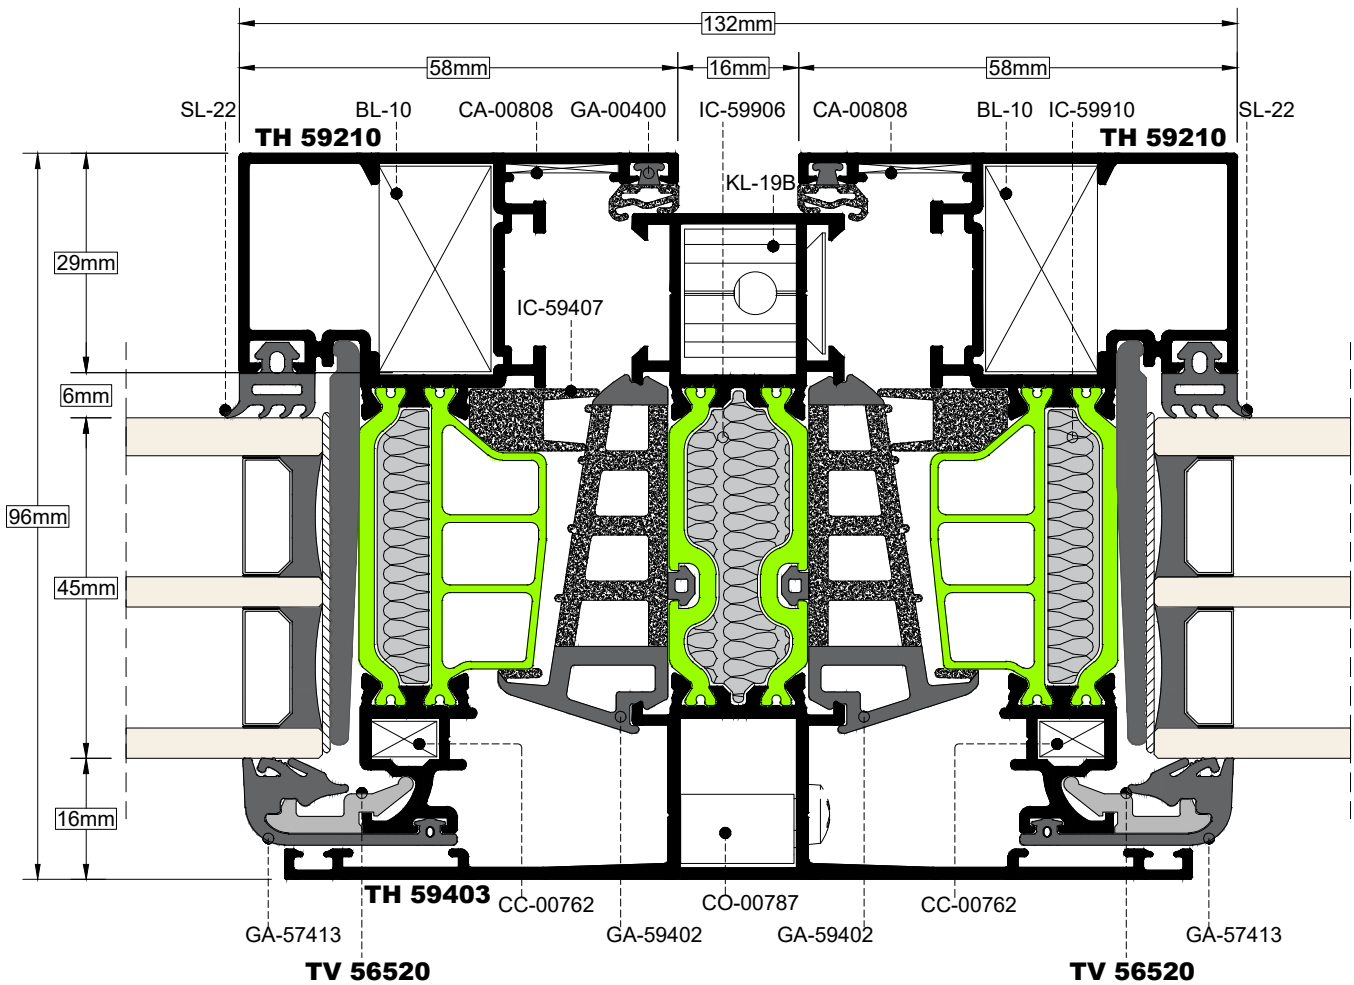 132mm
58mm
16mm
58mm
SL-22
BL-10
CA-00808
GA-00400
IC-59906
CA-00808
BL-10
IC-59910
SL-22
TH 59210
TH 59210
KL-19B
29mm
IC-59407
6mm
96mm
45mm
16mm
TH 59403
CC-00762
CO-00787
CC-00762
GA-57413
GA-59402
GA-59402
GA-57413
TV 56520
TV 56520